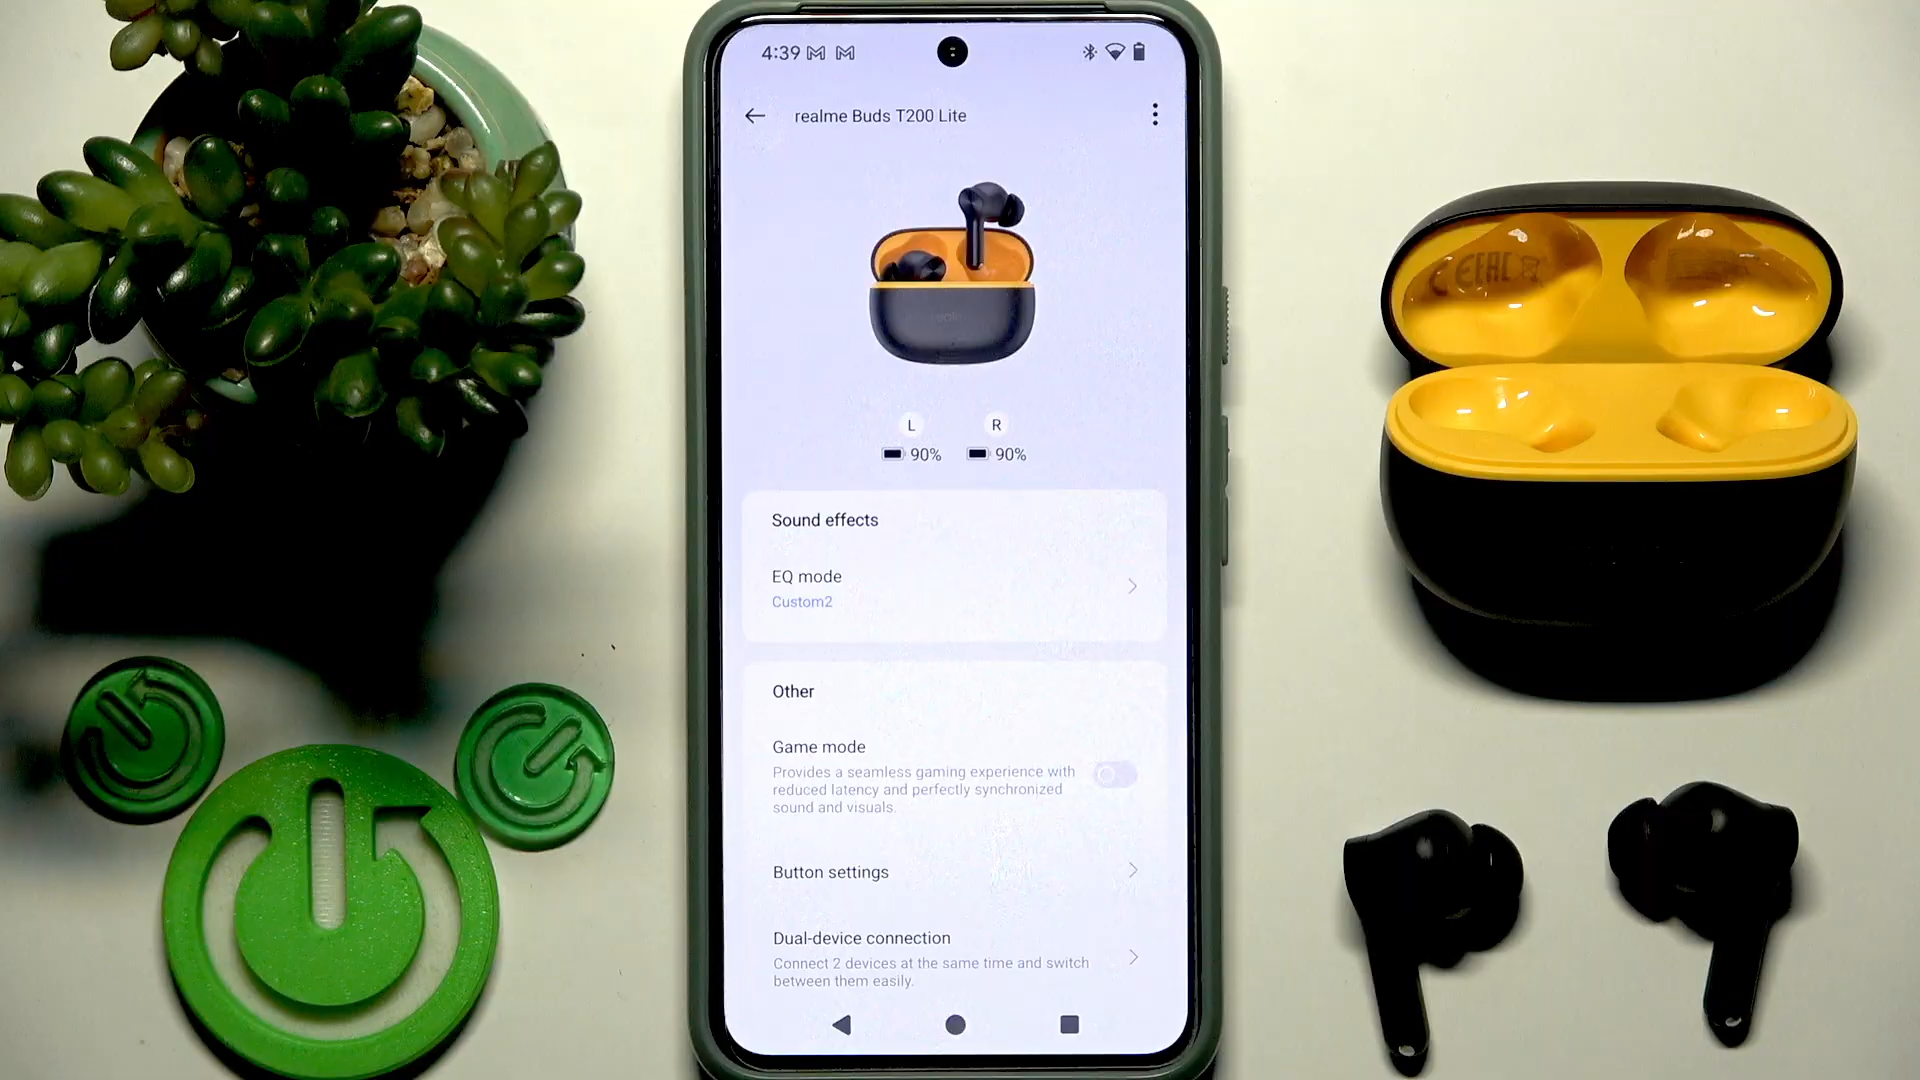 4:39
realme Buds T200 Lite
L R
90% 90%
Sound effects
EQ mode
Custom2
Other
Game mode
Provides a seamless gaming experience with
reduced latency and perfectly synchronized
sound and visuals.
Button settings
Dual-device connection
Connect 2 devices at the same time and switch
between them easily.
CE EAC